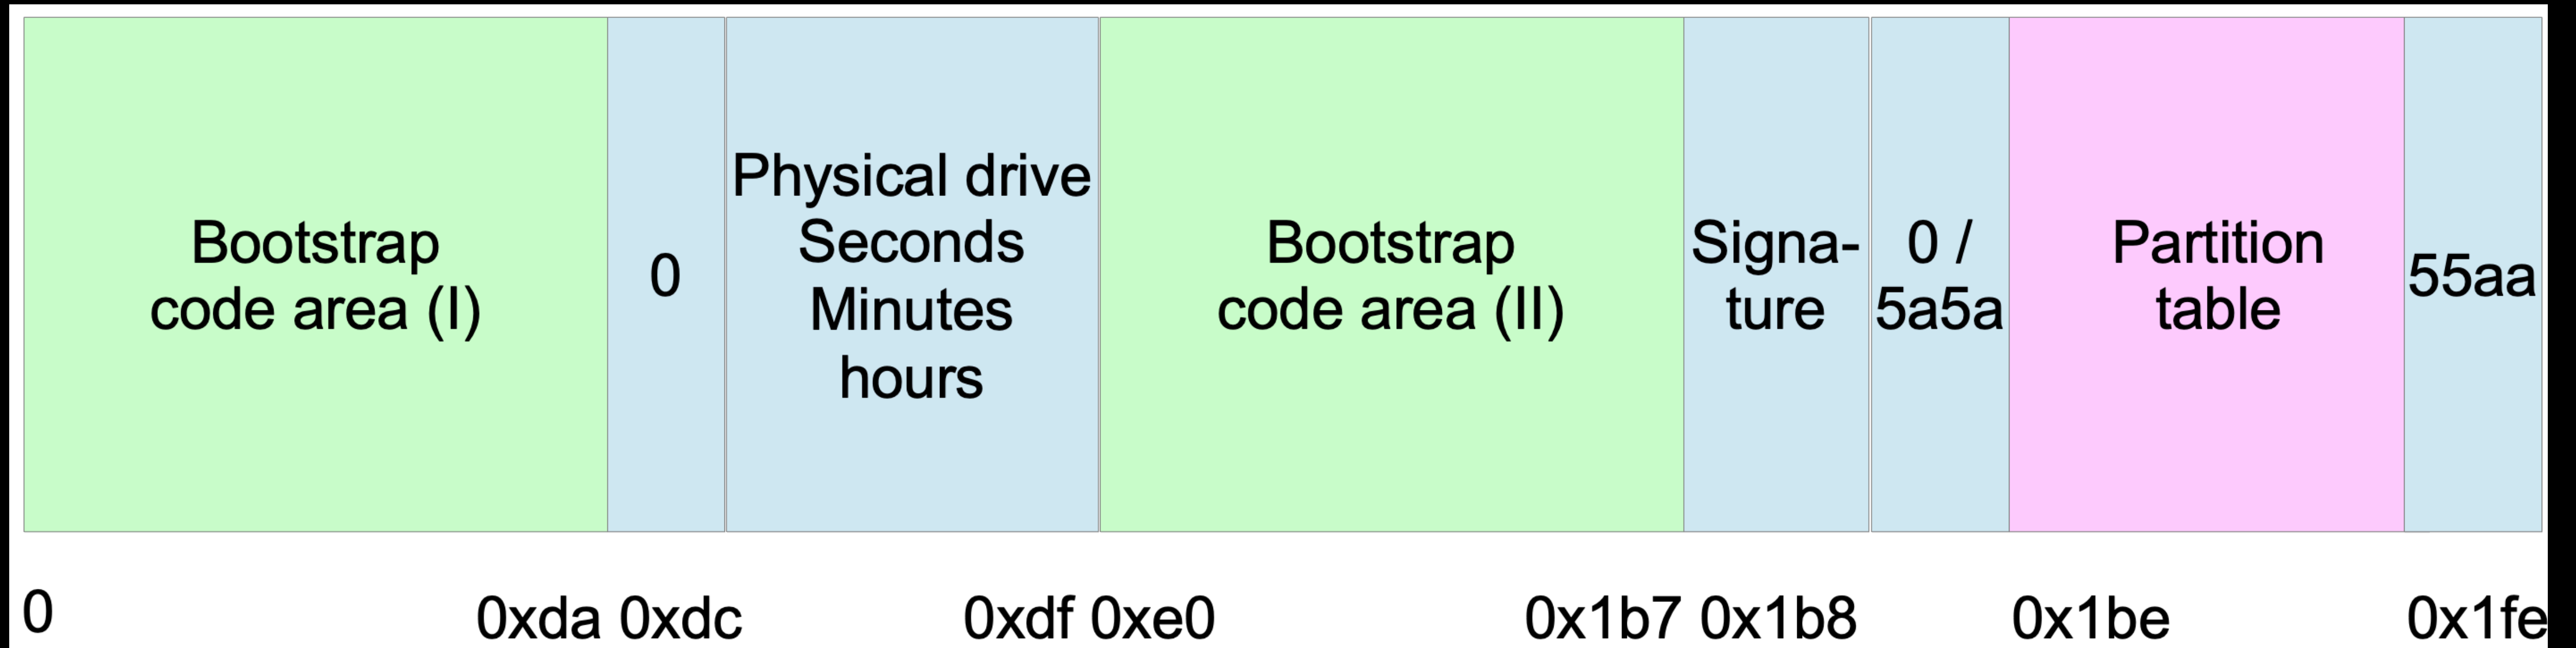 Bootstrap
code area (I)
0
Physical drive
Seconds
Minutes
hours
Bootstrap
code area (II)
Signa-
ture
0 /
5a5a
Partition
table
55aa
0 0xda 0xdc 0xdf 0xe0 0x1b7 0x1b8 0x1be 0x1fe